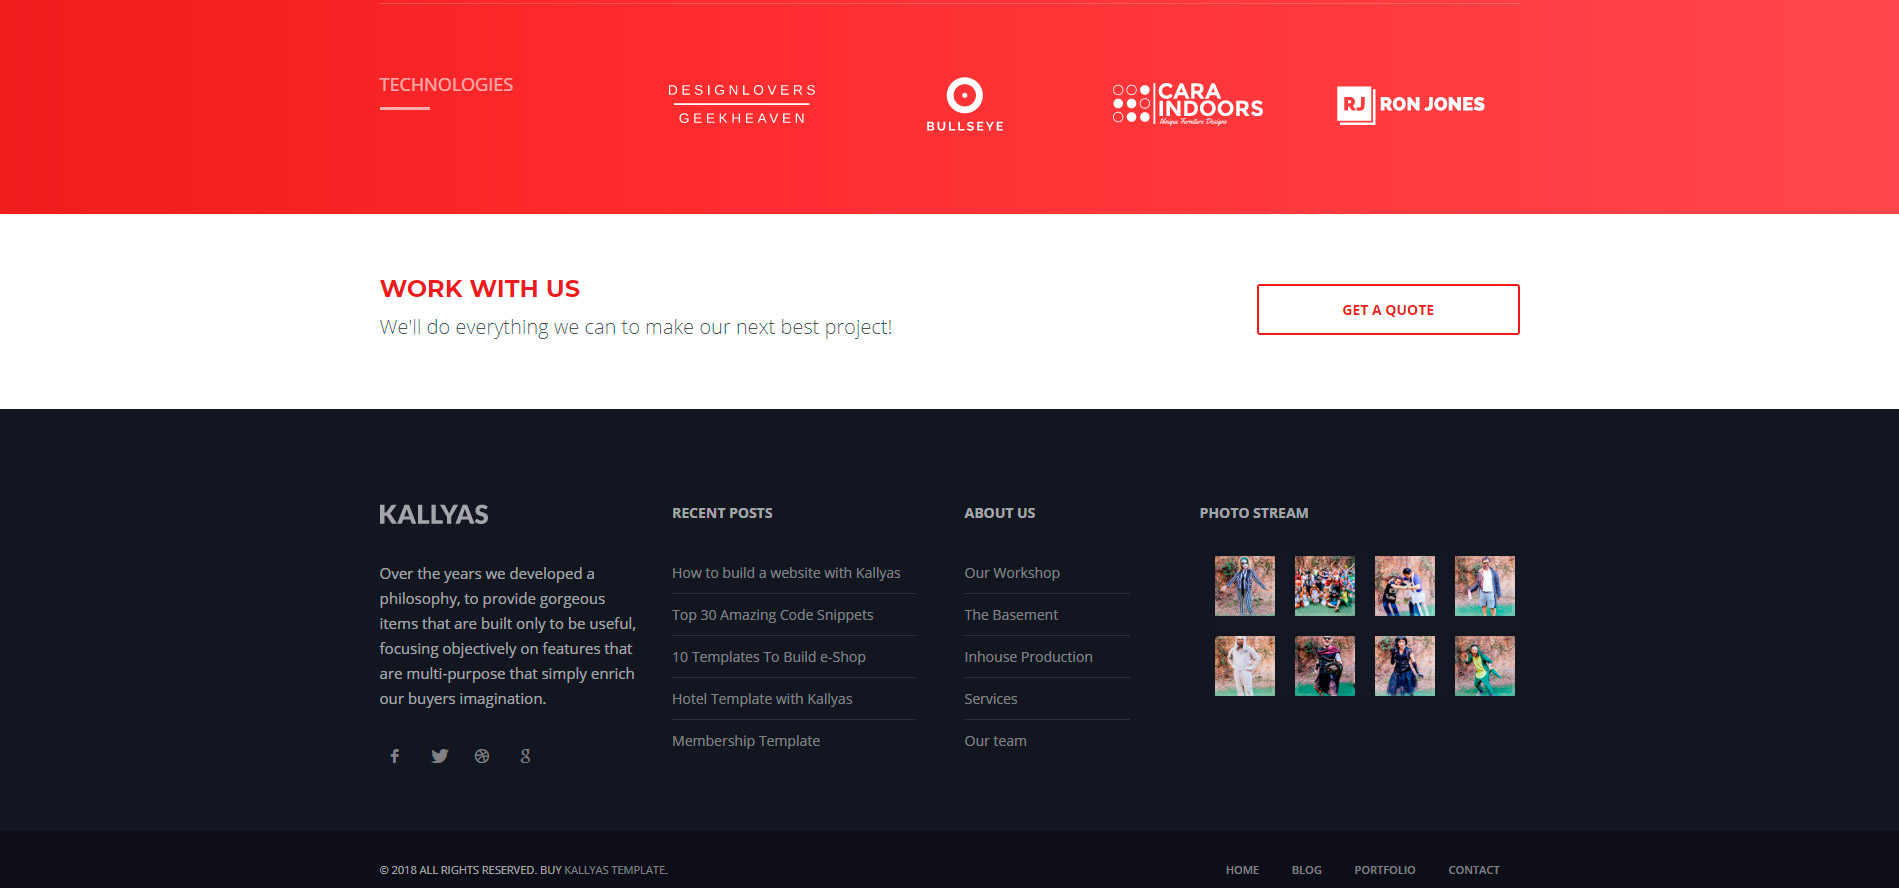 TECHNOLOGIES
DESIGNLOVERS
GEEKHEAVEN
BULLSEYE
CARA
INDOORS
Unique Furniture Designs
RJ RON JONES
WORK WITH US
We'll do everything we can to make our next best project!
GET A QUOTE
KALLYAS
Over the years we developed a
philosophy, to provide gorgeous
items that are built only to be useful,
focusing objectively on features that
are multi-purpose that simply enrich
our buyers imagination.
RECENT POSTS
How to build a website with Kallyas
Top 30 Amazing Code Snippets
10 Templates To Build e-Shop
Hotel Template with Kallyas
Membership Template
ABOUT US
Our Workshop
The Basement
Inhouse Production
Services
Our team
PHOTO STREAM
© 2018 ALL RIGHTS RESERVED. BUY KALLYAS TEMPLATE.
HOME BLOG PORTFOLIO CONTACT